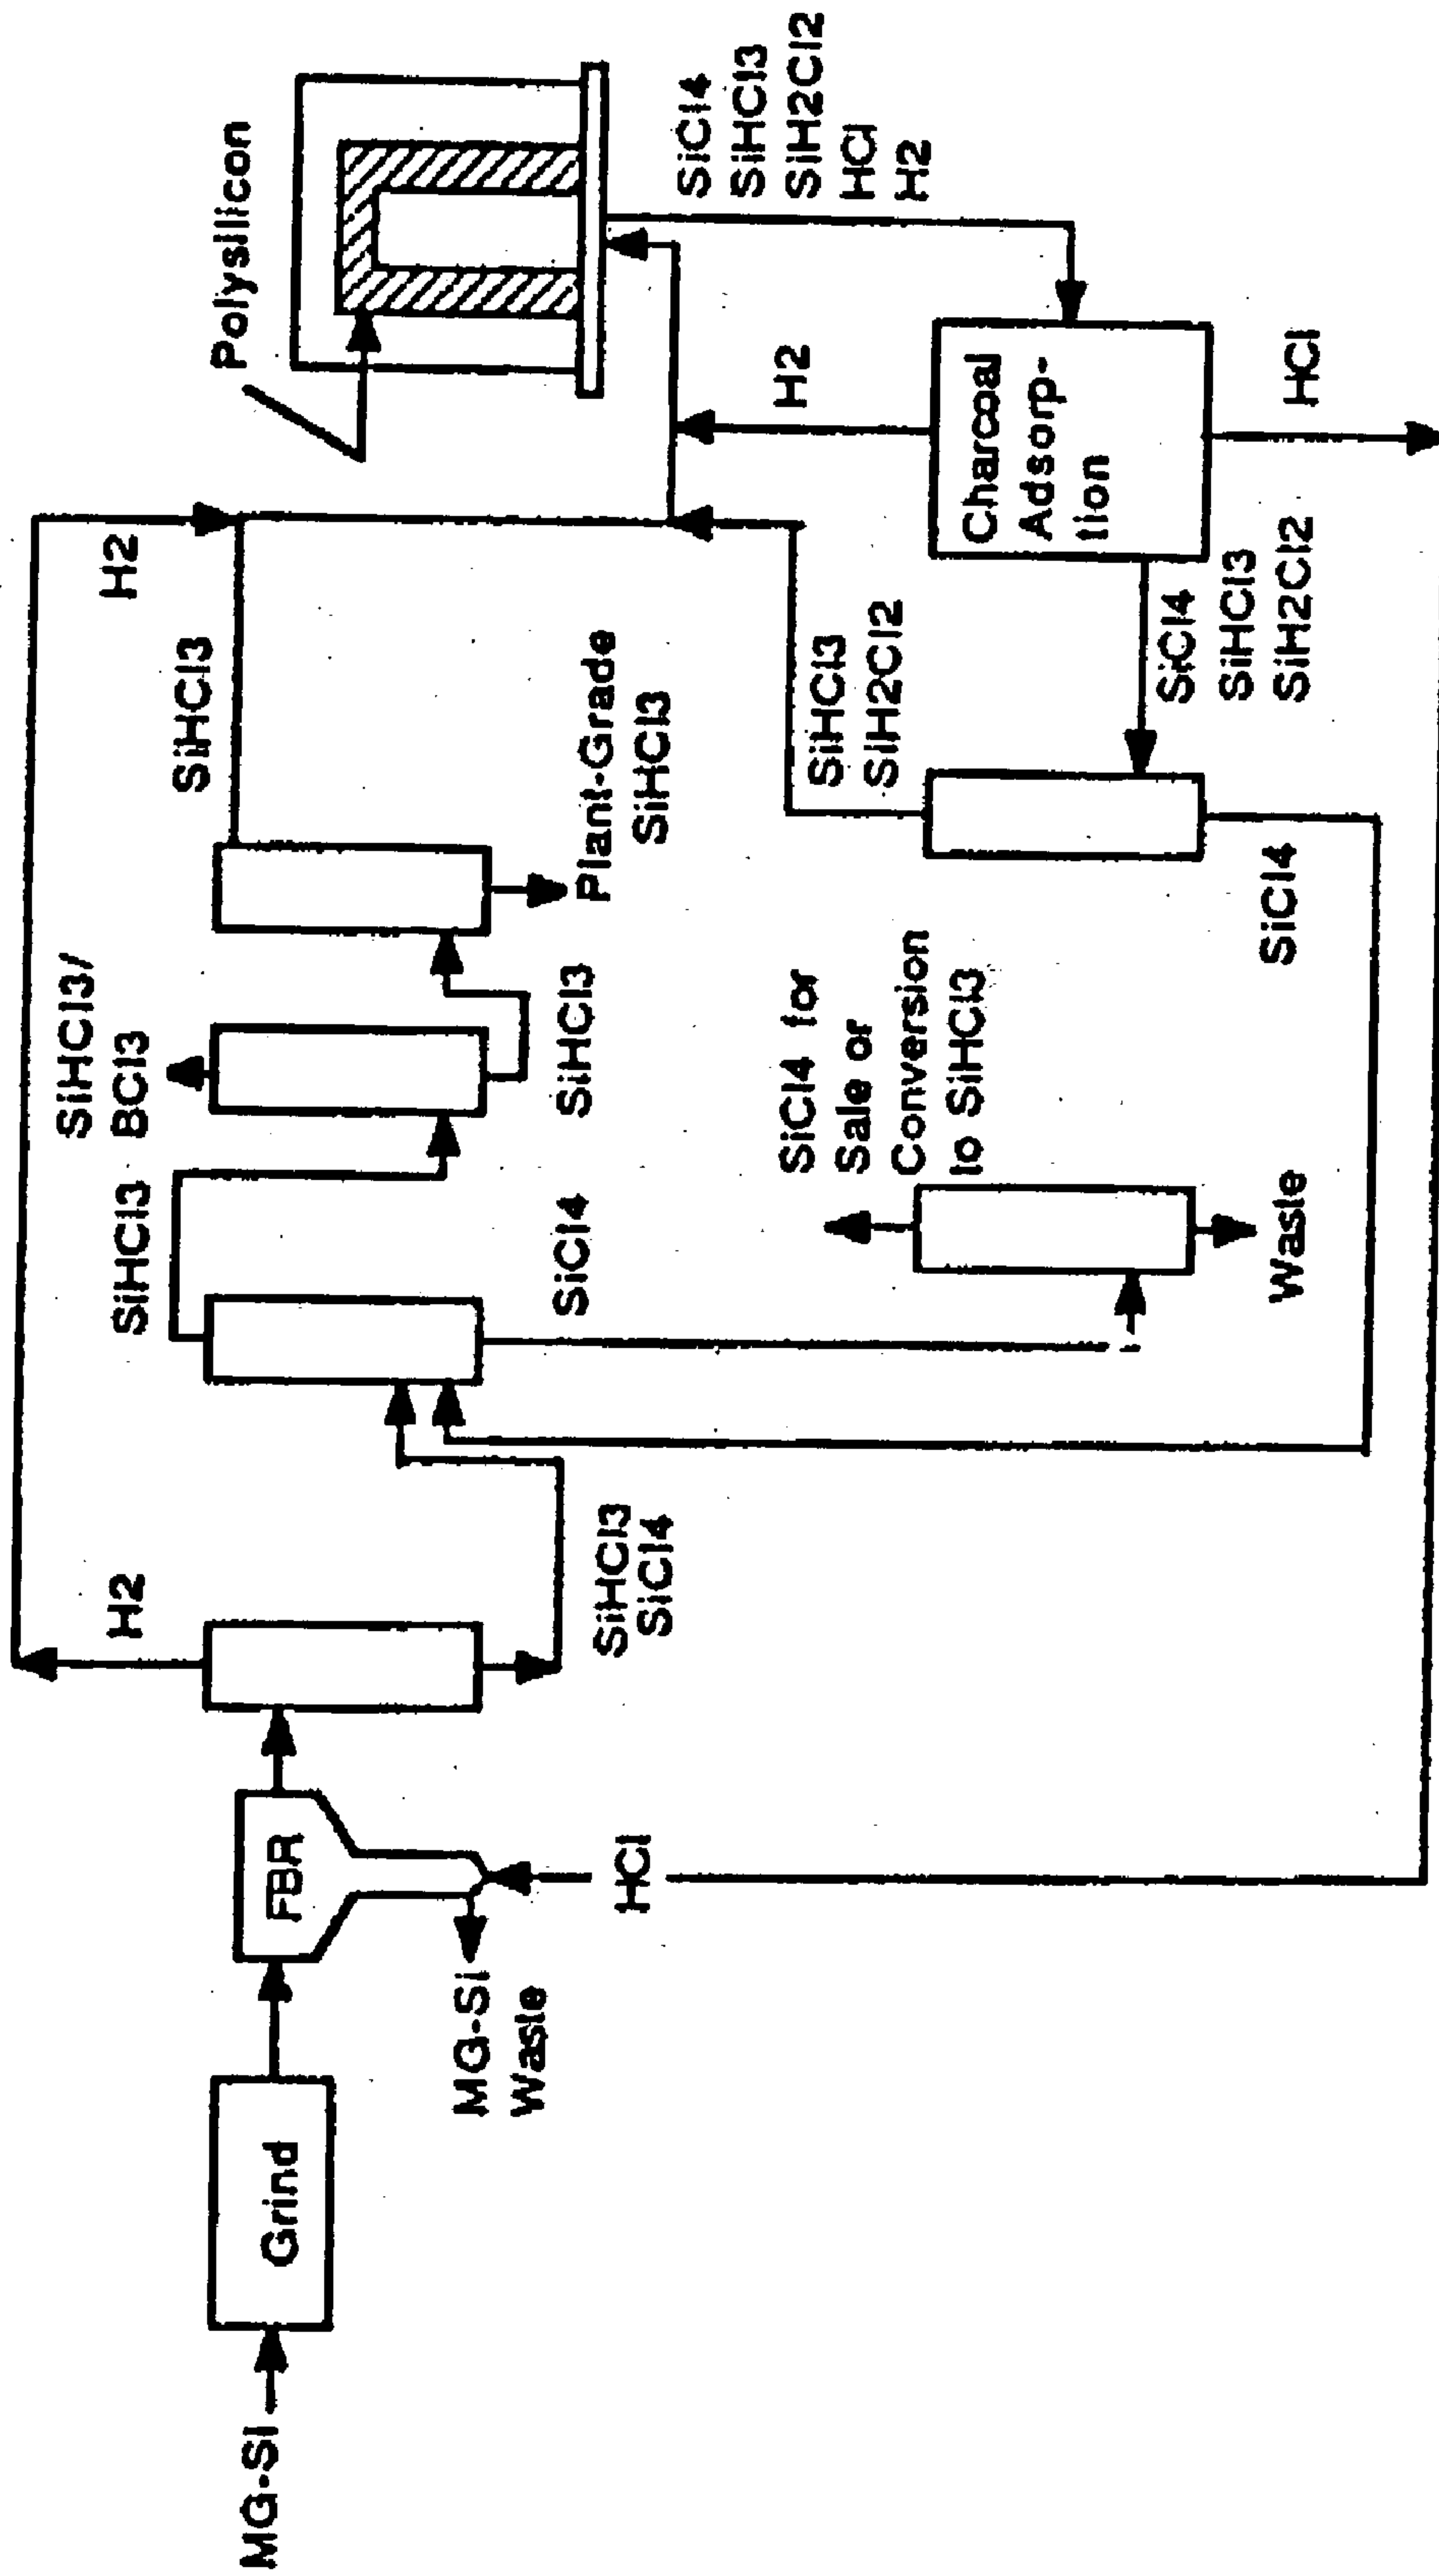 MG-Si
Grind
FBR
MG-Si
Waste
HCl
H2
SiHCl3
SiCl4
SiHCl3
SiCl4
SiHCl3/
BCl3
SiHCl3
SiHCl3
Plant-Grade
SiHCl3
H2
Polysilicon
SiCl4
SiHCl3
SiH2Cl2
HCl
H2
H2
Charcoal
Adsorp-
tion
HCl
SiCl4
SiHCl3
SiH2Cl2
SiHCl3
SiH2Cl2
SiCl4
SiCl4 for
Sale or
Conversion
to SiHCl3
Waste